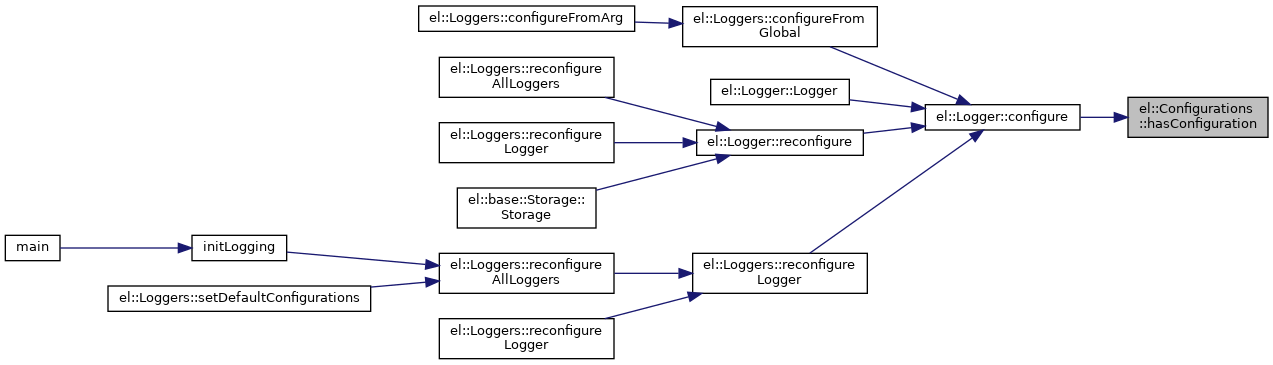 el::Loggers::configureFromArg
el::Loggers::configureFrom
Global
el::Loggers::reconfigure
AllLoggers
el::Logger::Logger
el::Configurations
::hasConfiguration
el::Logger::configure
el::Loggers::reconfigure
Logger
el::Logger::reconfigure
el::base::Storage::
Storage
main
initLogging
el::Loggers::reconfigure
AllLoggers
el::Loggers::reconfigure
Logger
el::Loggers::setDefaultConfigurations
el::Loggers::reconfigure
Logger